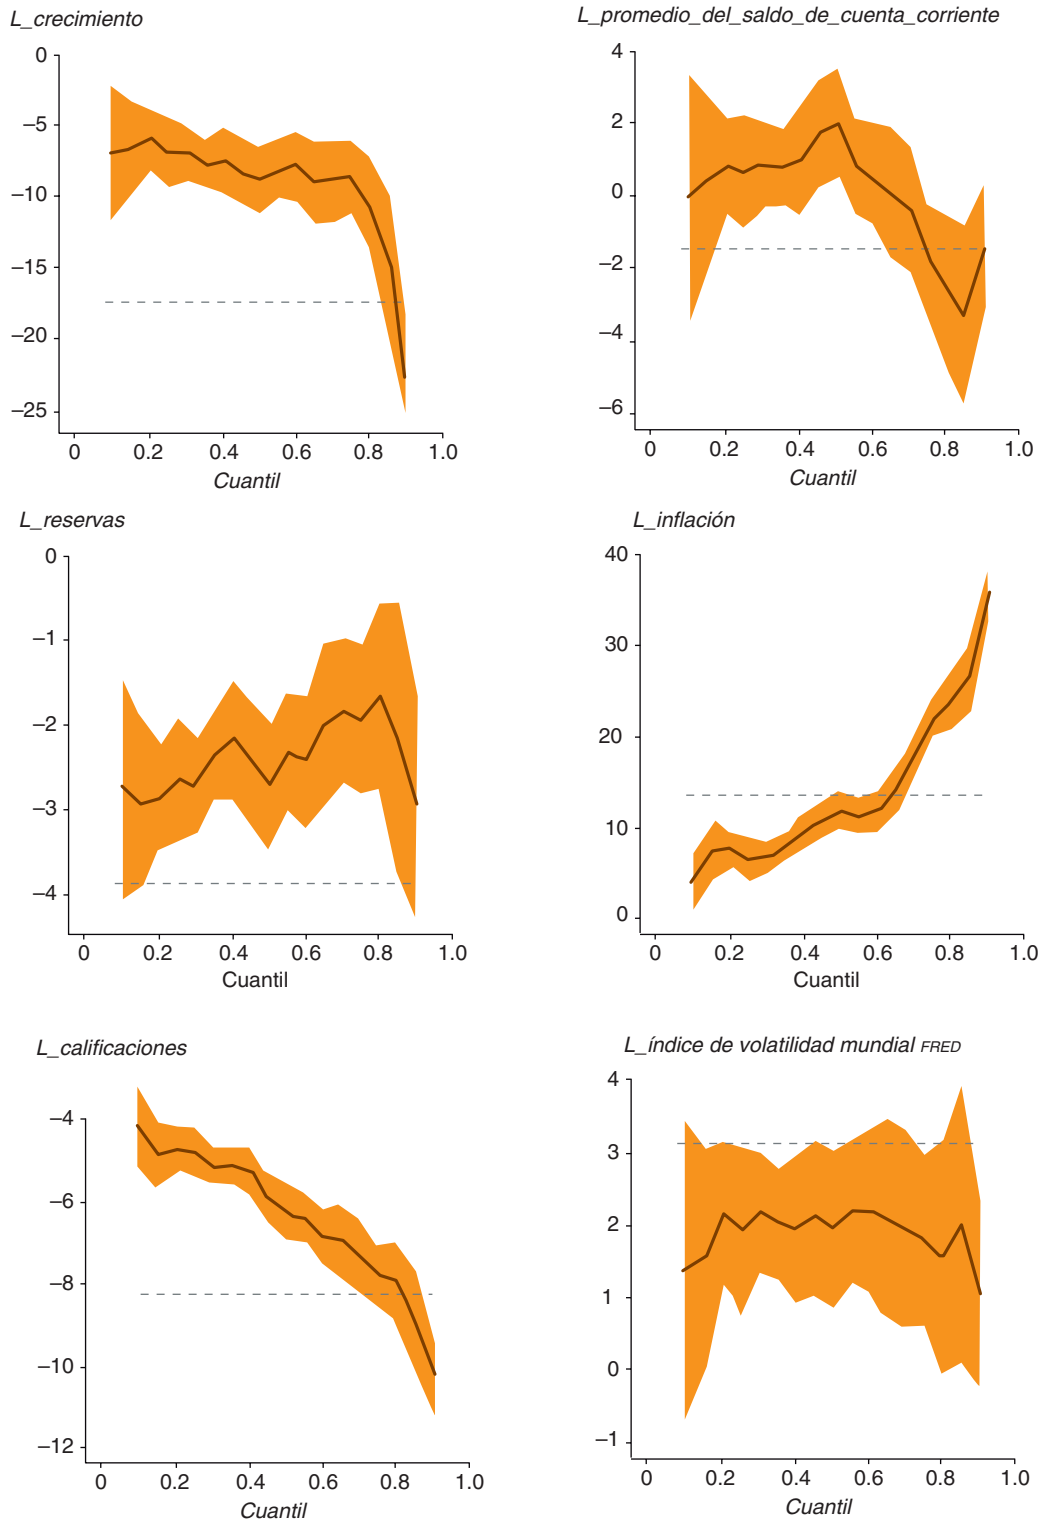 L_crecimiento
0
–5
–10
–15
–20
–25
0 0.2 0.4 0.6 0.8 1.0
Cuantil
L_promedio_del_saldo_de_cuenta_corriente
4
2
0
–2
–4
–6
0 0.2 0.4 0.6 0.8 1.0
Cuantil
L_reservas
0
–1
–2
–3
–4
0 0.2 0.4 0.6 0.8 1.0
Cuantil
L_inflación
40
30
20
10
0
0 0.2 0.4 0.6 0.8 1.0
Cuantil
L_calificaciones
–4
–6
–8
–10
–12
0 0.2 0.4 0.6 0.8 1.0
Cuantil
L_índice de volatilidad mundial FRED
4
3
2
1
0
–1
0 0.2 0.4 0.6 0.8 1.0
Cuantil